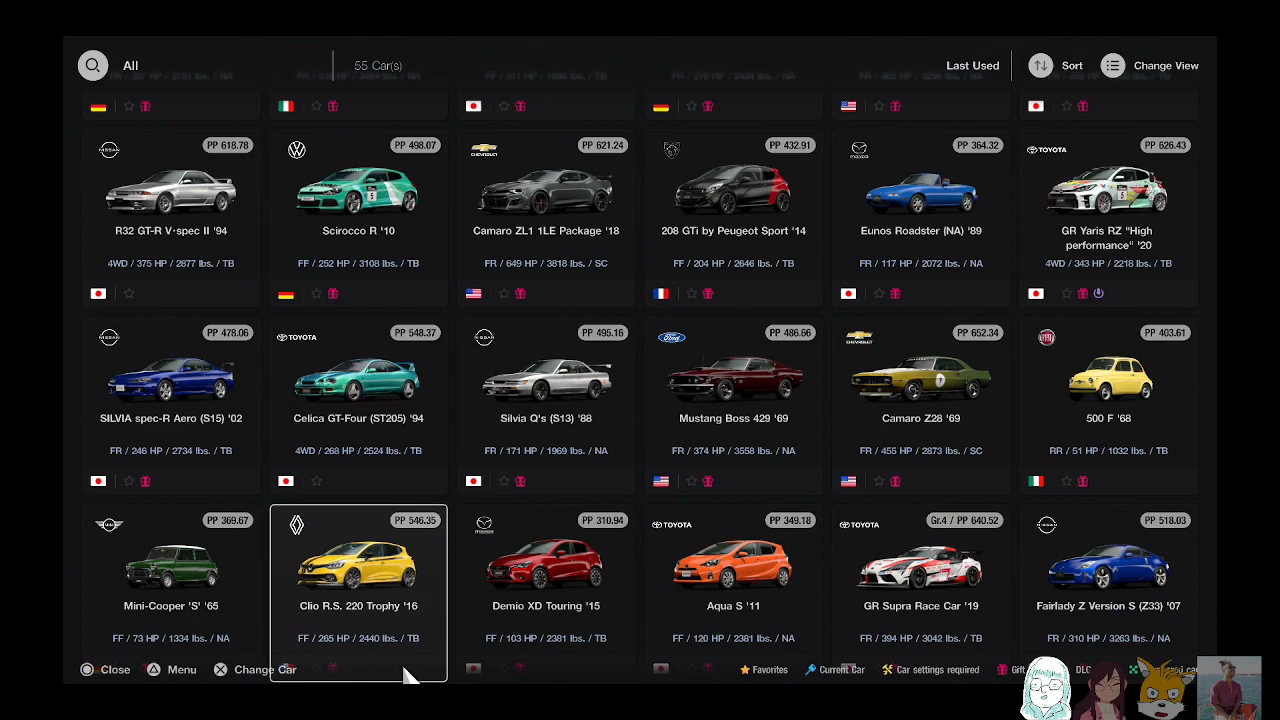 All
55 Car(s)
Last Used
Sort
Change View
PP 618.78
R32 GT-R V-spec II '94
4WD / 375 HP / 2877 lbs. / TB
PP 498.07
Scirocco R '10
FF / 252 HP / 3108 lbs. / TB
CHEVROLET
PP 621.24
Camaro ZL1 1LE Package '18
FR / 649 HP / 3818 lbs. / SC
PP 432.91
208 GTi by Peugeot Sport '14
FF / 204 HP / 2646 lbs. / TB
mazda
PP 364.32
Eunos Roadster (NA) '89
FR / 117 HP / 2072 lbs. / NA
TOYOTA
PP 626.43
GR Yaris RZ "High
performance" '20
4WD / 343 HP / 2218 lbs. / TB
PP 478.06
SILVIA spec-R Aero (S15) '02
FR / 246 HP / 2734 lbs. / TB
TOYOTA
PP 548.37
Celica GT-Four (ST205) '94
4WD / 268 HP / 2524 lbs. / TB
PP 495.16
Silvia Q's (S13) '88
FR / 171 HP / 1969 lbs. / NA
Ford
PP 486.66
Mustang Boss 429 '69
FR / 374 HP / 3558 lbs. / NA
CHEVROLET
PP 652.34
Camaro Z28 '69
FR / 455 HP / 2873 lbs. / SC
FIAT
PP 403.61
500 F '68
RR / 51 HP / 1032 lbs. / TB
PP 369.67
Mini-Cooper 'S' '65
FF / 73 HP / 1334 lbs. / NA
PP 546.35
Clio R.S. 220 Trophy '16
FF / 265 HP / 2440 lbs. / TB
mazda
PP 310.94
Demio XD Touring '15
FF / 103 HP / 2381 lbs. / TB
TOYOTA
PP 349.18
Aqua S '11
FF / 120 HP / 2381 lbs. / NA
TOYOTA
Gr.4 / PP 640.52
GR Supra Race Car '19
FR / 394 HP / 3042 lbs. / TB
PP 518.03
Fairlady Z Version S (Z33) '07
FR / 310 HP / 3263 lbs. / NA
Close
Menu
Change Car
Favorites
Current Car
Car settings required
Gift
DLC